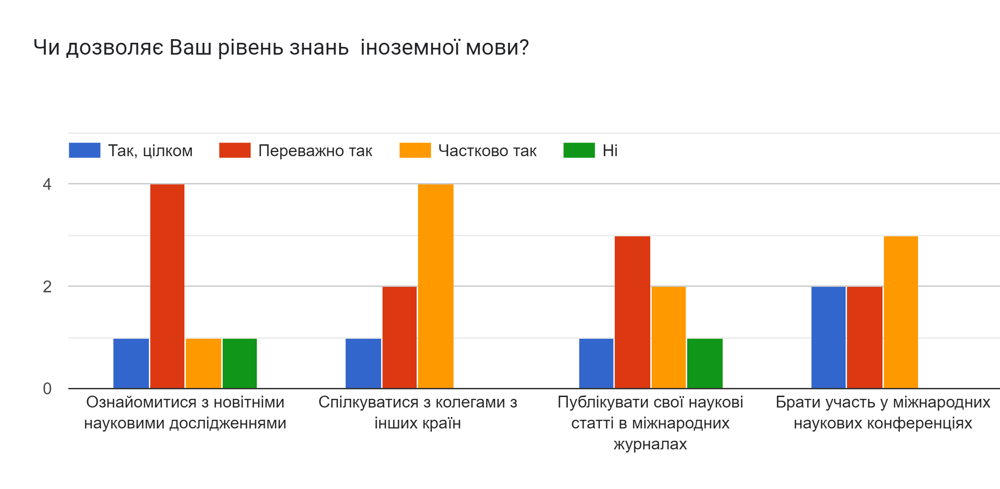 Чи дозволяє Ваш рівень знань  іноземної мови?
Так, цілком Переважно так Частково так Ні
4
2
0
Ознайомитися з новітніми
науковими дослідженнями
Спілкуватися з колегами з
інших країн
Публікувати свої наукові
статті в міжнародних
журналах
Брати участь у міжнародних
наукових конференціях